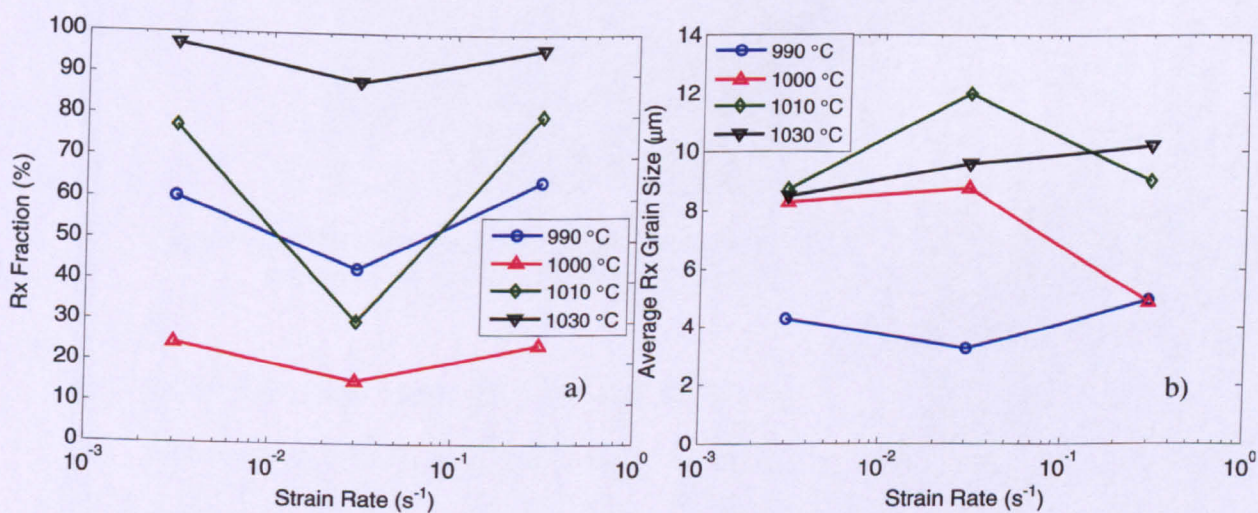 100
90
80
70
60
50
40
30
20
10
0
Rx Fraction (%)
990 °C
1000 °C
1010 °C
1030 °C
a)
10⁻³ 10⁻² 10⁻¹ 10⁰
Strain Rate (s⁻¹)
14
12
10
8
6
4
2
0
Average Rx Grain Size (μm)
990 °C
1000 °C
1010 °C
1030 °C
b)
10⁻³ 10⁻² 10⁻¹ 10⁰
Strain Rate (s⁻¹)